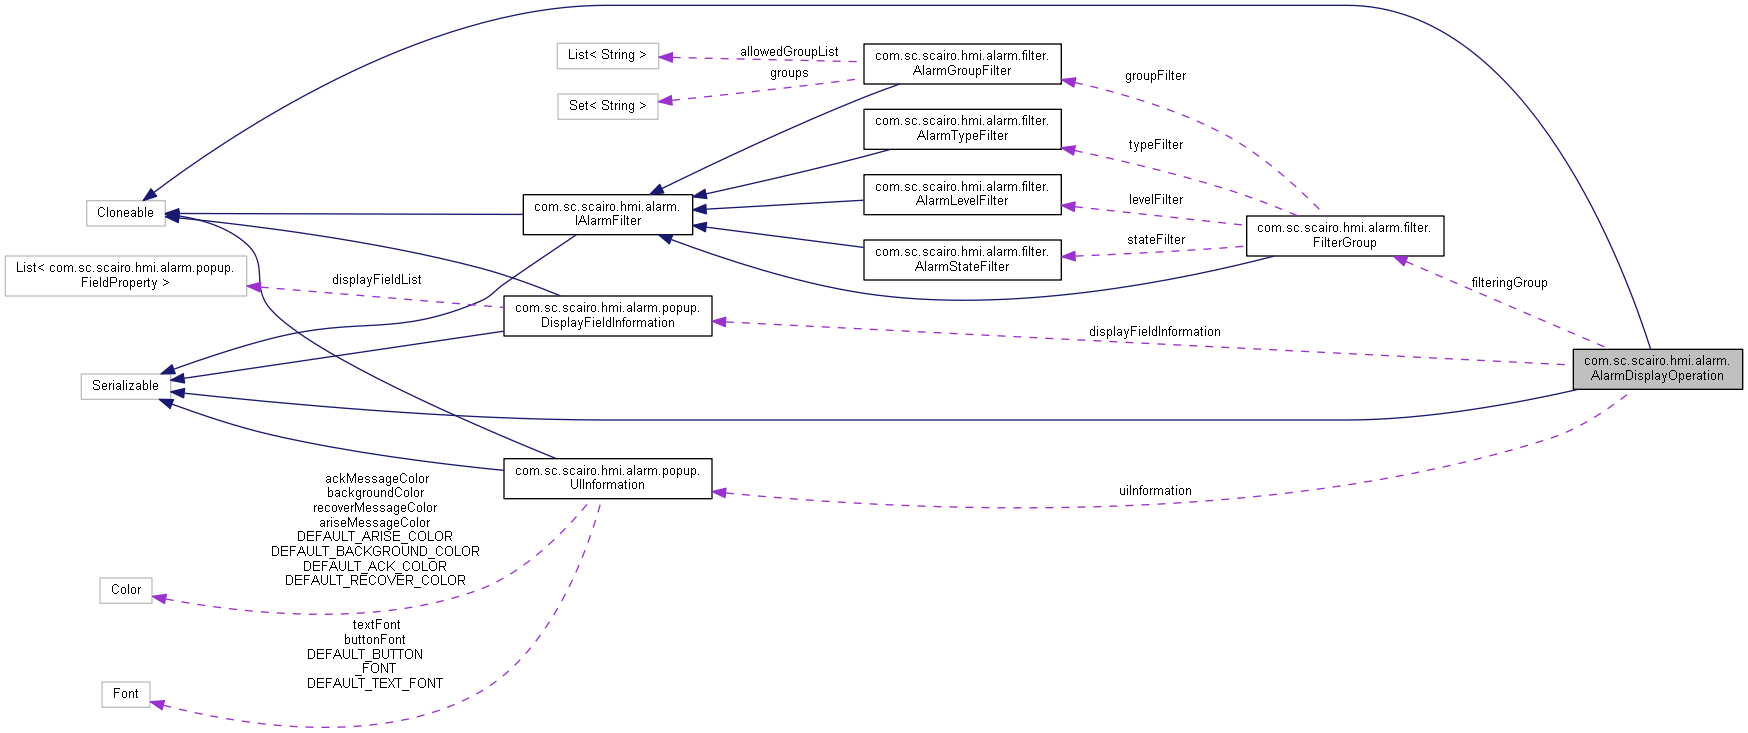 List< String >
allowedGroupList
groups
Set< String >
com.sc.scairo.hmi.alarm.filter.
AlarmGroupFilter
groupFilter
com.sc.scairo.hmi.alarm.filter.
AlarmTypeFilter
typeFilter
com.sc.scairo.hmi.alarm.filter.
AlarmLevelFilter
levelFilter
Cloneable
com.sc.scairo.hmi.alarm.
IAlarmFilter
com.sc.scairo.hmi.alarm.filter.
AlarmStateFilter
stateFilter
com.sc.scairo.hmi.alarm.filter.
FilterGroup
List< com.sc.scairo.hmi.alarm.popup.
FieldProperty >
displayFieldList
com.sc.scairo.hmi.alarm.popup.
DisplayFieldInformation
displayFieldInformation
filteringGroup
com.sc.scairo.hmi.alarm.
AlarmDisplayOperation
Serializable
com.sc.scairo.hmi.alarm.popup.
UIInformation
uiInformation
ackMessageColor
backgroundColor
recoverMessageColor
ariseMessageColor
DEFAULT_ARISE_COLOR
DEFAULT_BACKGROUND_COLOR
DEFAULT_ACK_COLOR
DEFAULT_RECOVER_COLOR
Color
textFont
buttonFont
DEFAULT_BUTTON
_FONT
DEFAULT_TEXT_FONT
Font